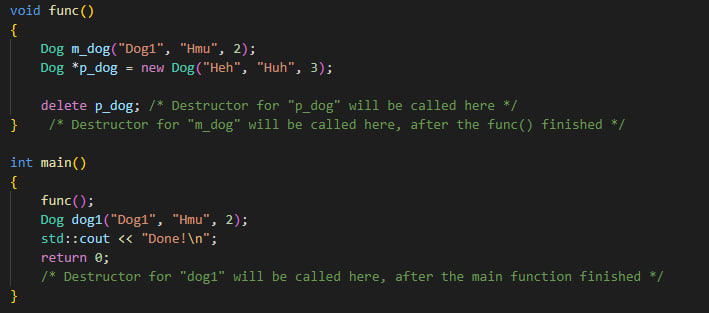 void func()
{
    Dog m_dog("Dog1", "Hmu", 2);
    Dog *p_dog = new Dog("Heh", "Huh", 3);

    delete p_dog; /* Destructor for "p_dog" will be called here */
}    /* Destructor for "m_dog" will be called here, after the func() finished */

int main()
{
    func();
    Dog dog1("Dog1", "Hmu", 2);
    std::cout << "Done!\n";
    return 0;
    /* Destructor for "dog1" will be called here, after the main function finished */
}